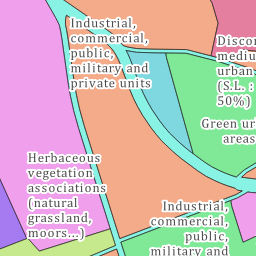 Industrial,
commercial,
public,
military and
private units
Discon
medium
urban
(S.L. :
50%)
Green ur
areas
Herbaceous
vegetation
associations
(natural
grassland,
moors...)
Industrial,
commercial,
public,
military and